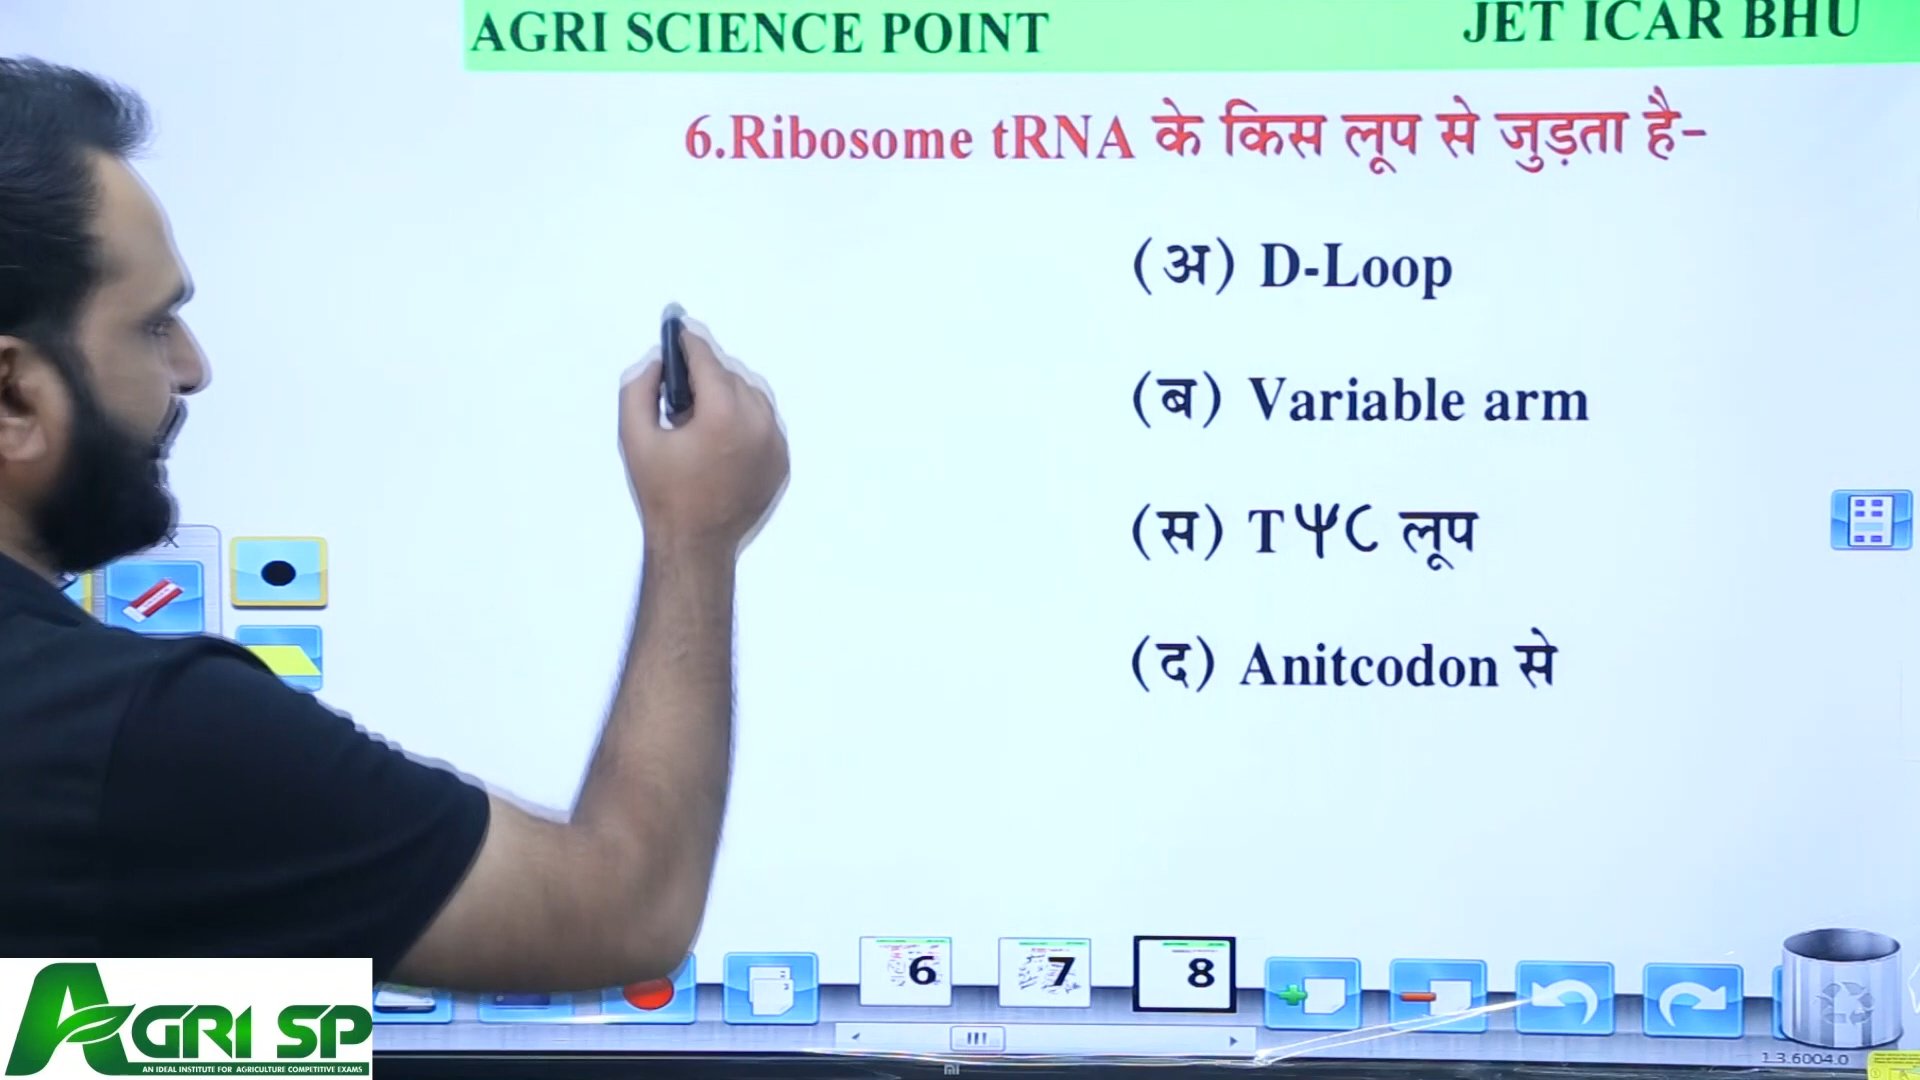 AGRI SCIENCE POINT JET ICAR BHU
6.Ribosome tRNA के किस लूप से जुड़ता है-
(अ) D-Loop
(ब) Variable arm
(स) TΨC लूप
(द) Anitcodon से
6 7 8
1.3.6004.0
AGRI SP
AN IDEAL INSTITUTE FOR AGRICULTURE COMPETITIVE EXAMS